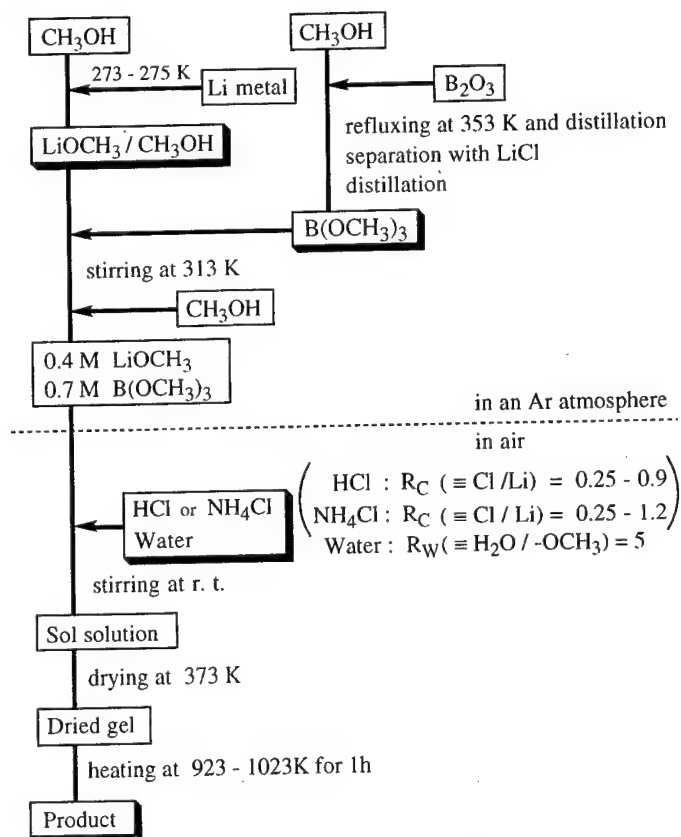 CH₃OH
CH₃OH
273 - 275 K
Li metal
B₂O₃
LiOCH₃ / CH₃OH
refluxing at 353 K and distillation
separation with LiCl
distillation
B(OCH₃)₃
stirring at 313 K
CH₃OH
0.4 M LiOCH₃
0.7 M B(OCH₃)₃
in an Ar atmosphere
in air
HCl or NH₄Cl
Water
HCl : R_C ( ≡ Cl /Li) = 0.25 - 0.9
NH₄Cl : R_C ( ≡ Cl / Li) = 0.25 - 1.2
Water : R_W( ≡ H₂O / -OCH₃) = 5
stirring at r. t.
Sol solution
drying at 373 K
Dried gel
heating at 923 - 1023K for 1h
Product